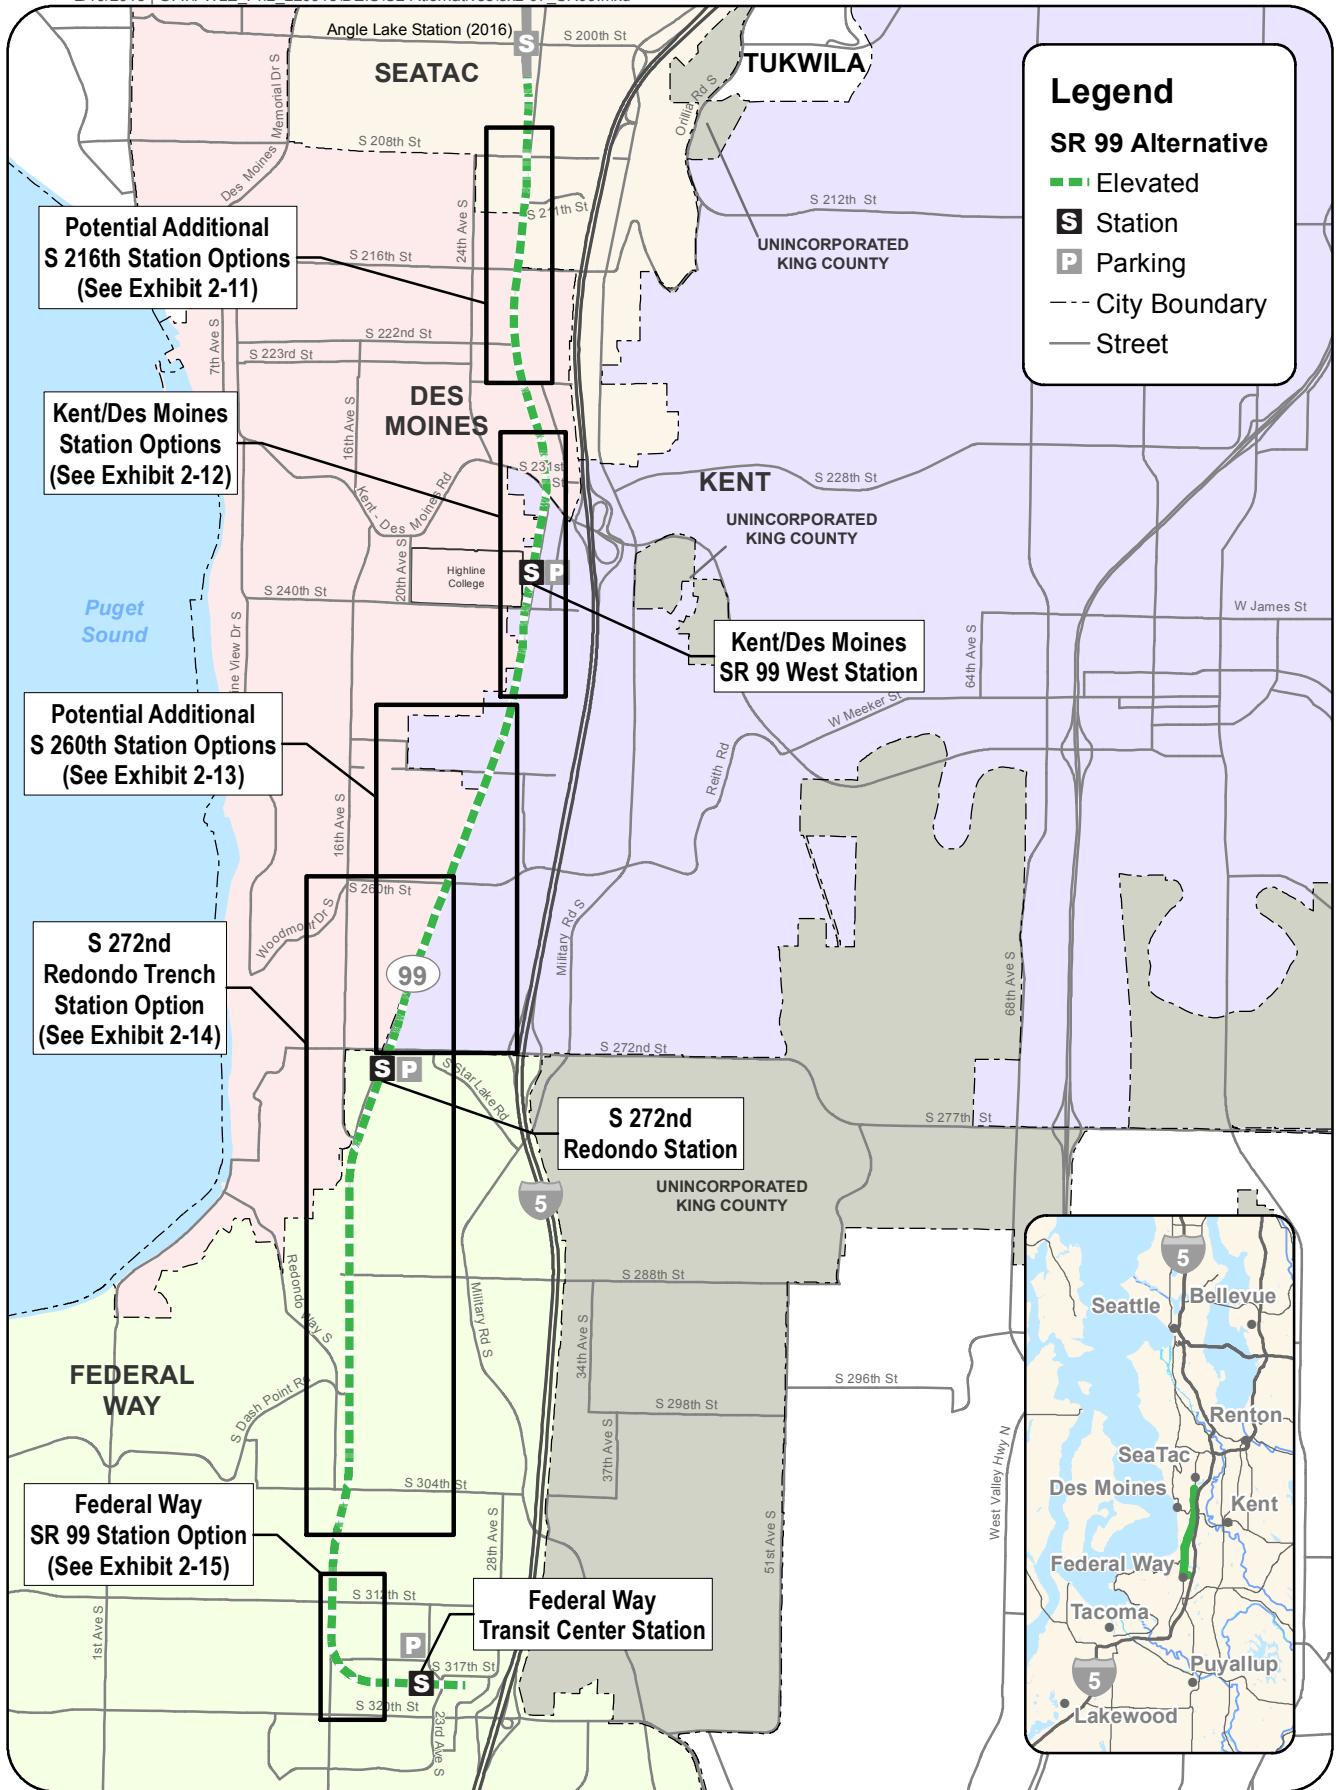 Angle Lake Station (2016)
S
S 200th St
SEATAC
TUKWILA
Des Moines Memorial Dr S
Orillia Rd S
S 208th St
S 211th St
S 212th St
24th Ave S
UNINCORPORATED
KING COUNTY
Potential Additional
S 216th Station Options
(See Exhibit 2-11)
S 216th St
7th Ave S
S 222nd St
S 223rd St
DES
MOINES
16th Ave S
Kent/Des Moines
Station Options
(See Exhibit 2-12)
S 231st
St
Kent - Des Moines Rd
KENT
S 228th St
UNINCORPORATED
KING COUNTY
20th Ave S
Highline
College
S P
S 240th St
Puget
Sound
W James St
64th Ave S
Kent/Des Moines
SR 99 West Station
ine View Dr S
W Meeker St
Reith Rd
Potential Additional
S 260th Station Options
(See Exhibit 2-13)
16th Ave S
S 260th St
Woodmont Dr S
Military Rd S
68th Ave S
S 272nd
Redondo Trench
Station Option
(See Exhibit 2-14)
99
S 272nd St
S P
S Star Lake Rd
S 277th St
S 272nd
Redondo Station
5
UNINCORPORATED
KING COUNTY
Redondo Way S
S 288th St
Military Rd S
34th Ave S
FEDERAL
WAY
S Dash Point Rd
S 296th St
S 298th St
37th Ave S
West Valley Hwy N
S 304th St
Federal Way
SR 99 Station Option
(See Exhibit 2-15)
28th Ave S
51st Ave S
S 312th St
1st Ave S
Federal Way
Transit Center Station
P
S 317th St
S
S 320th St
23rd Ave S
Legend
SR 99 Alternative
Elevated
S Station
P Parking
City Boundary
Street
5
Seattle
Bellevue
Renton
SeaTac
Des Moines
Kent
Federal Way
Tacoma
5
Puyallup
Lakewood